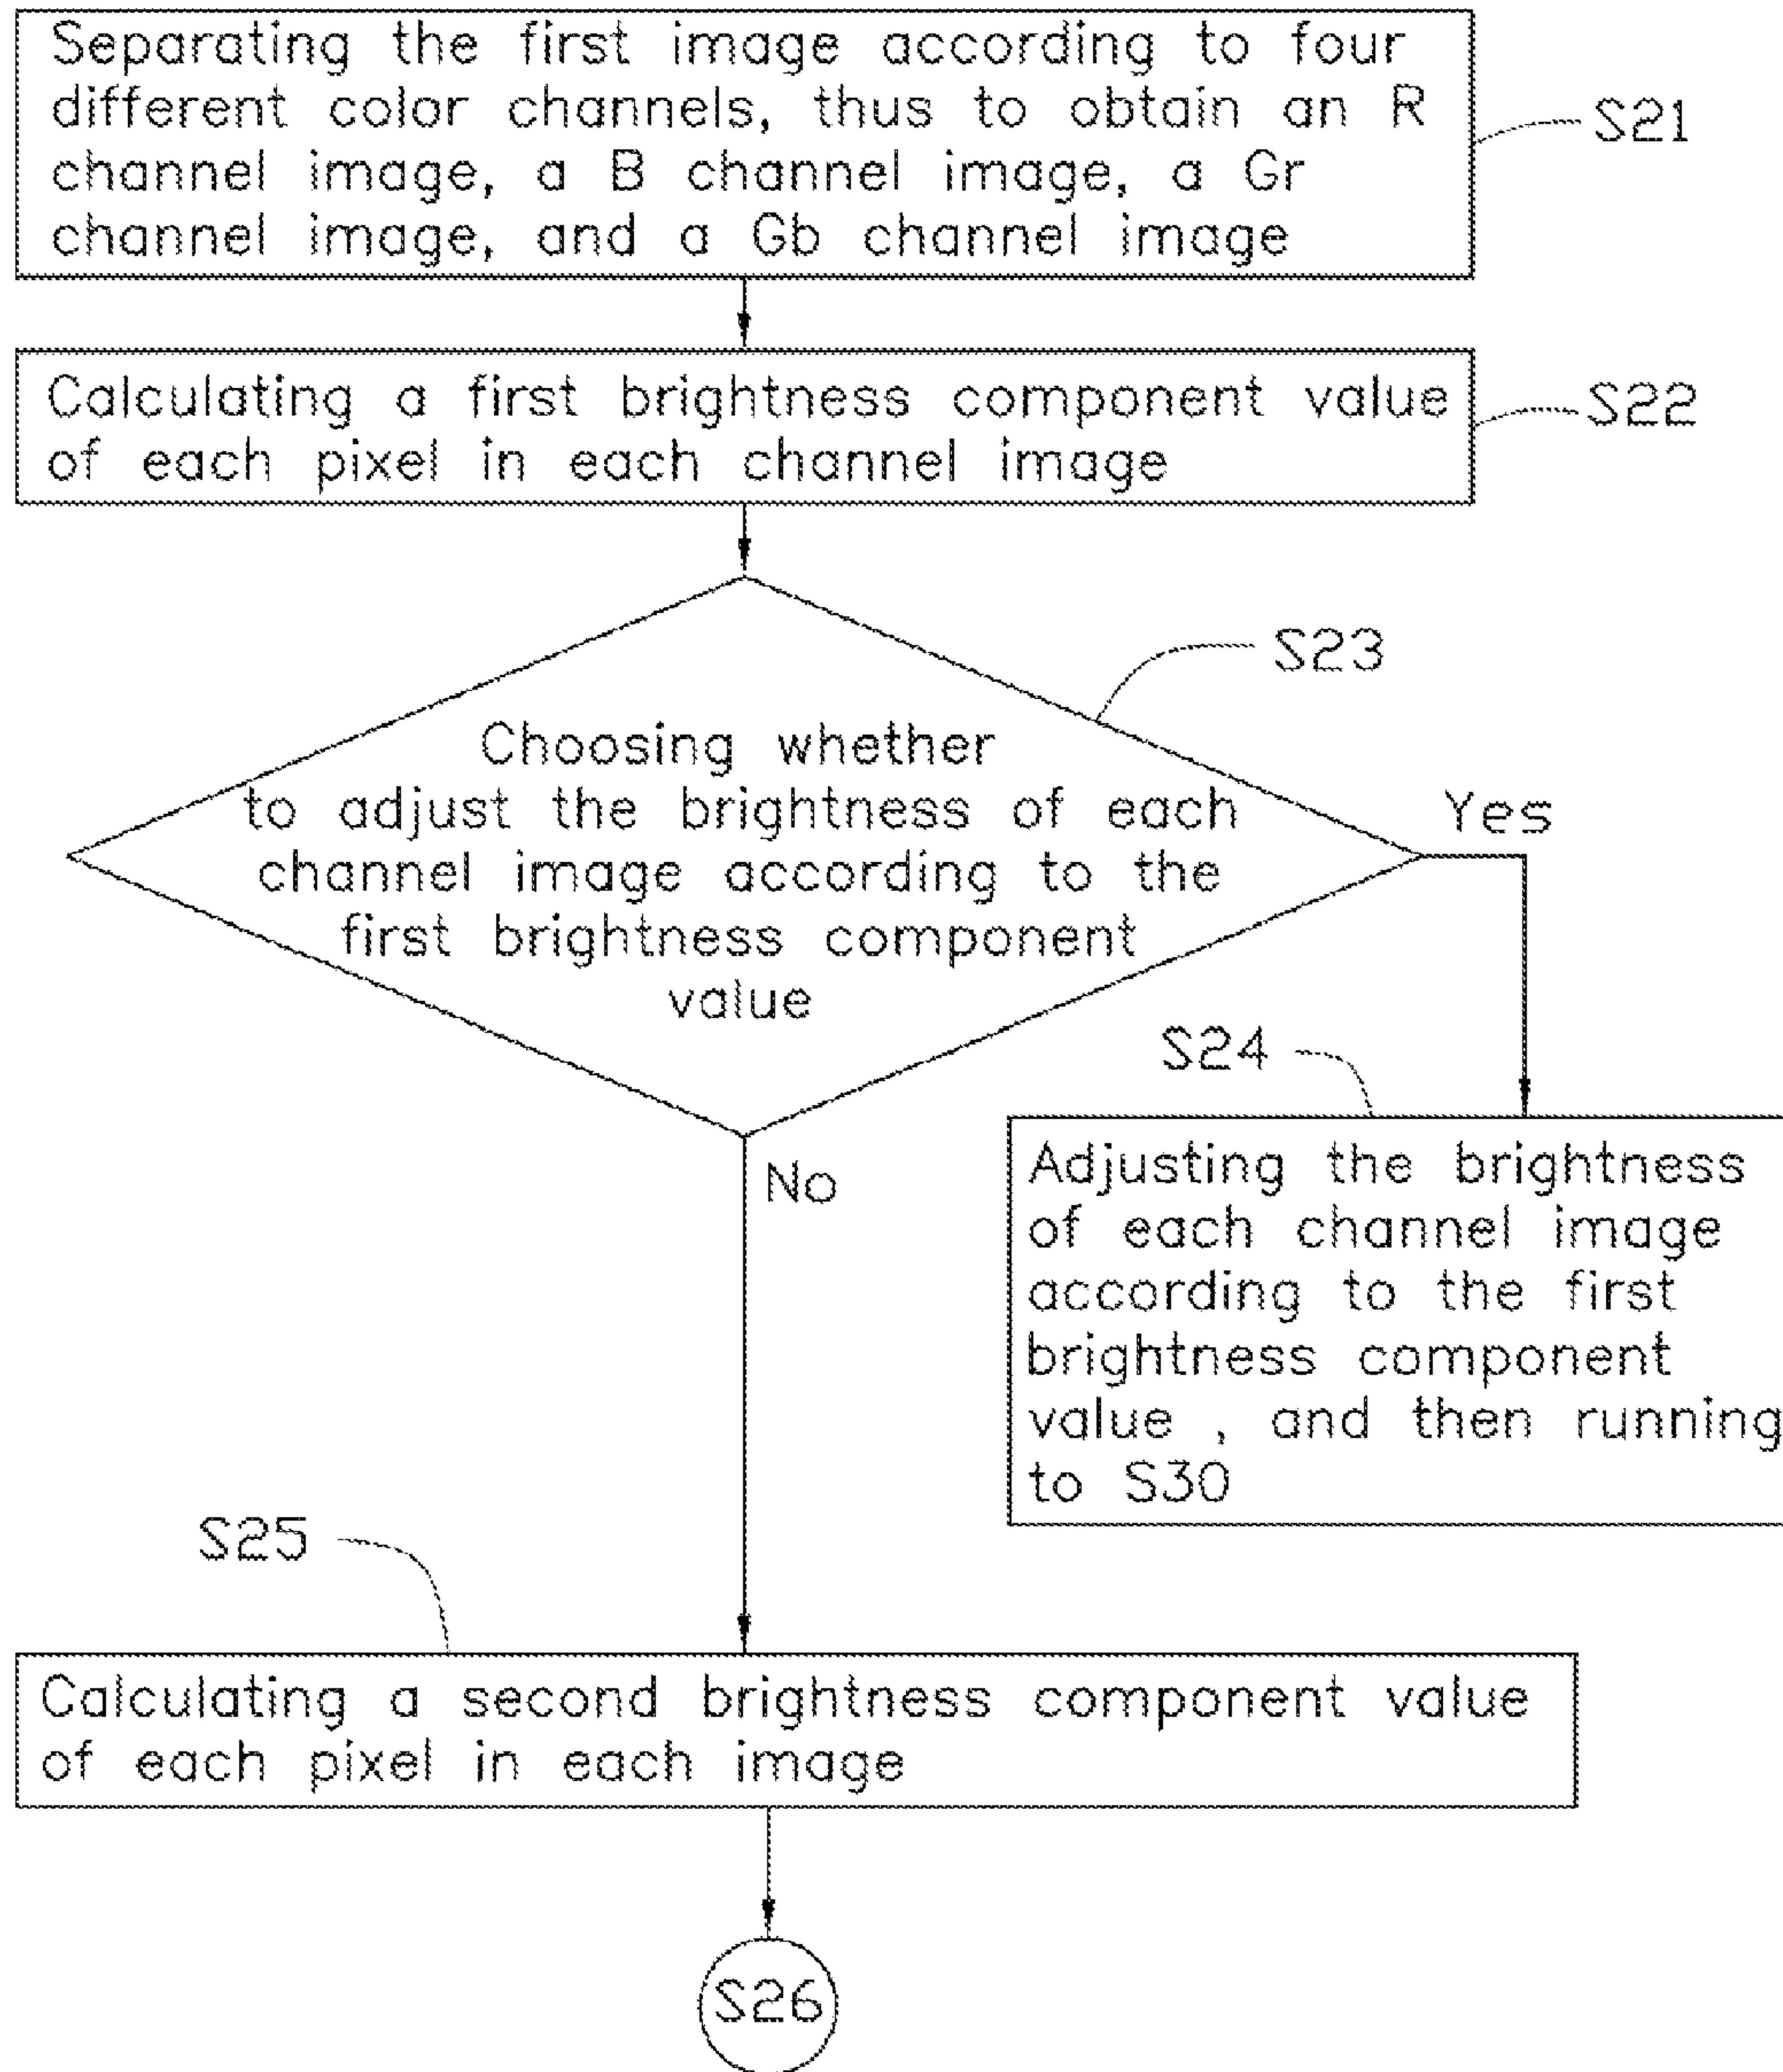 Separating the first image according to four
different color channels, thus to obtain an R
channel image, a B channel image, a Gr
channel image, and a Gb channel image
S21
Calculating a first brightness component value
of each pixel in each channel image
S22
S23
Choosing whether
to adjust the brightness of each
channel image according to the
first brightness component
value
Yes
No
S24
Adjusting the brightness
of each channel image
according to the first
brightness component
value , and then running
to S30
S25
Calculating a second brightness component value
of each pixel in each image
S26